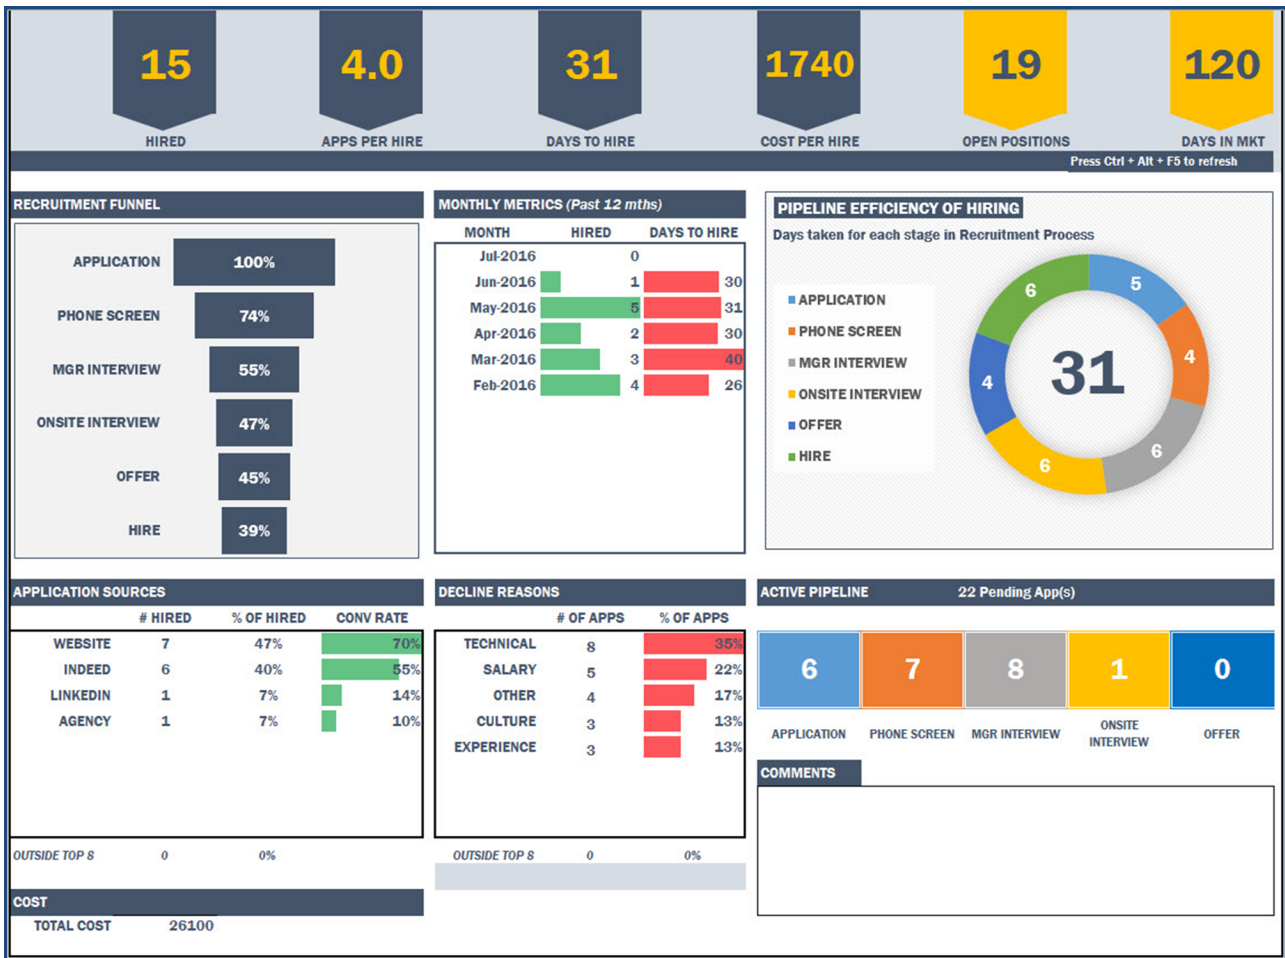 15 4.0 31 1740 19 120
HIRED APPS PER HIRE DAYS TO HIRE COST PER HIRE OPEN POSITIONS DAYS IN MKT
Press Ctrl + Alt + F5 to refresh
RECRUITMENT FUNNEL
APPLICATION 100%
PHONE SCREEN 74%
MGR INTERVIEW 55%
ONSITE INTERVIEW 47%
OFFER 45%
HIRE 39%
MONTHLY METRICS (Past 12 mths)
MONTH HIRED DAYS TO HIRE
Jul-2016 0
Jun-2016 1 30
May-2016 5 31
Apr-2016 2 30
Mar-2016 3 40
Feb-2016 4 26
PIPELINE EFFICIENCY OF HIRING
Days taken for each stage in Recruitment Process
APPLICATION
PHONE SCREEN
MGR INTERVIEW
ONSITE INTERVIEW
OFFER
HIRE
5
4
6
6
4
6
31
APPLICATION SOURCES
# HIRED % OF HIRED CONV RATE
WEBSITE 7 47% 70%
INDEED 6 40% 55%
LINKEDIN 1 7% 14%
AGENCY 1 7% 10%
OUTSIDE TOP 8 0 0%
COST
TOTAL COST 26100
DECLINE REASONS
# OF APPS % OF APPS
TECHNICAL 8 35%
SALARY 5 22%
OTHER 4 17%
CULTURE 3 13%
EXPERIENCE 3 13%
OUTSIDE TOP 8 0 0%
ACTIVE PIPELINE 22 Pending App(s)
6 7 8 1 0
APPLICATION PHONE SCREEN MGR INTERVIEW ONSITE INTERVIEW OFFER
COMMENTS